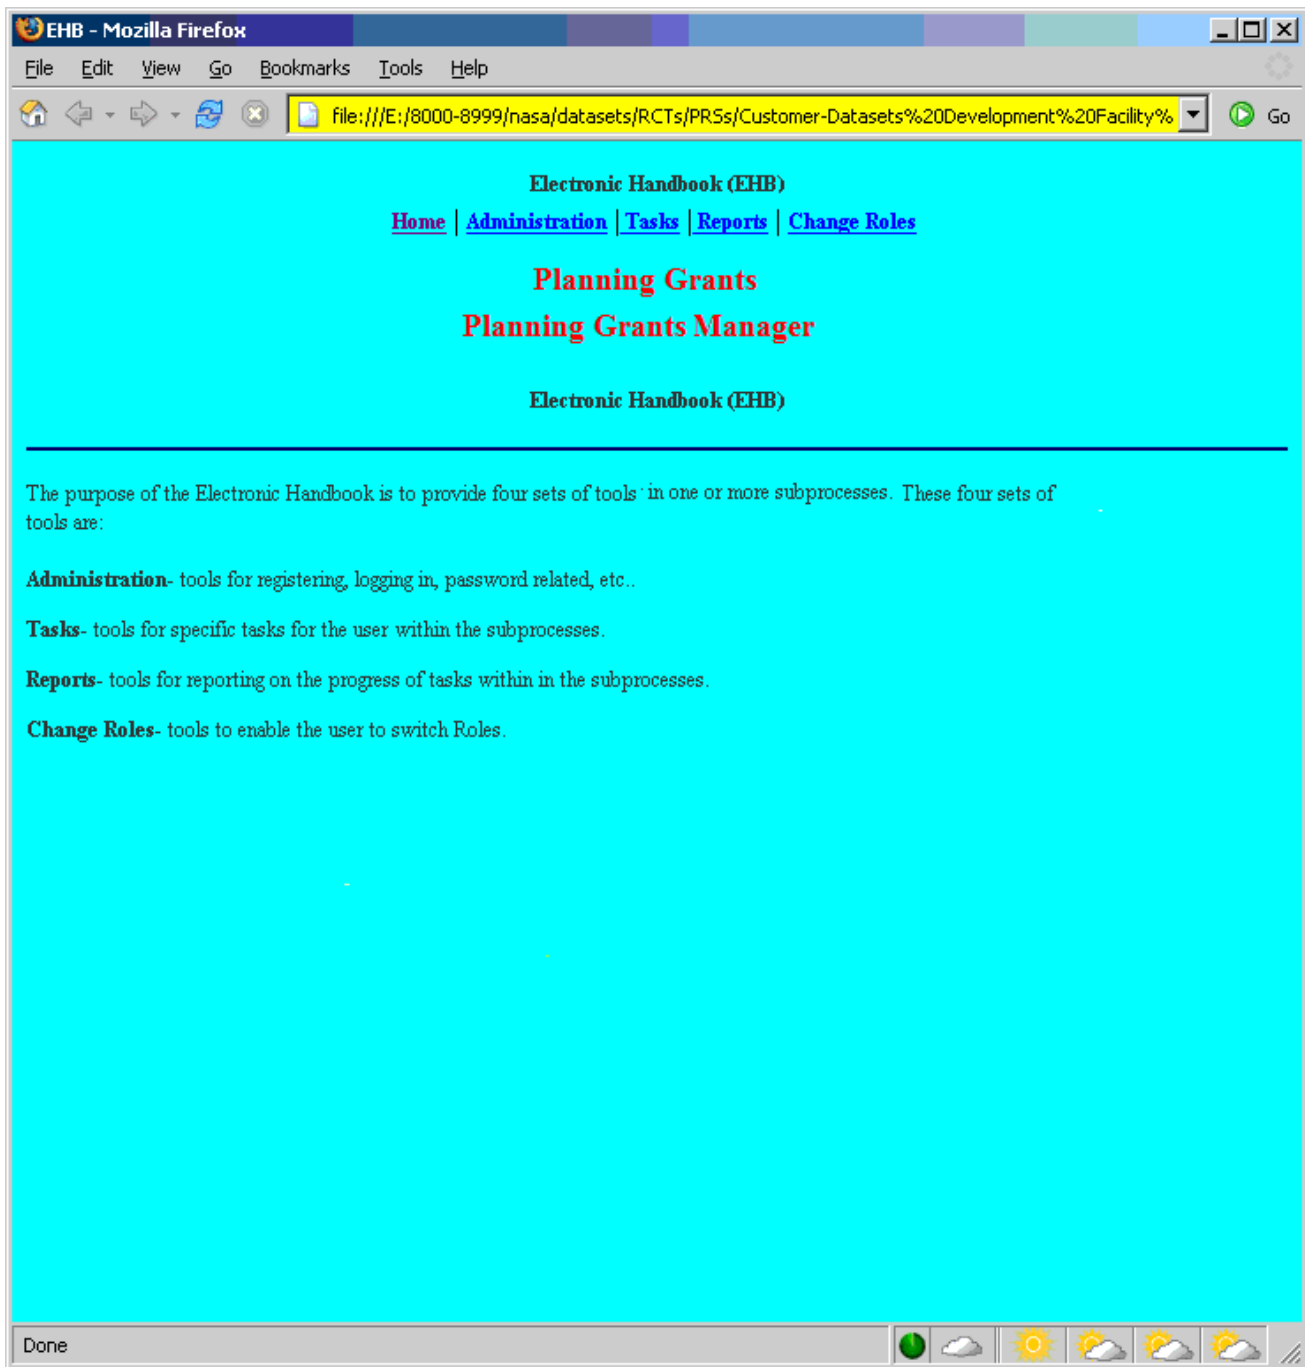 EHB - Mozilla Firefox
File Edit View Go Bookmarks Tools Help
file:///E:/8000-8999/nasa/datasets/RCTs/PRSs/Customer-Datasets%20Development%20Facility% Go
Electronic Handbook (EHB)
Home | Administration | Tasks | Reports | Change Roles
Planning Grants
Planning Grants Manager
Electronic Handbook (EHB)
The purpose of the Electronic Handbook is to provide four sets of tools in one or more subprocesses. These four sets of
tools are:
Administration- tools for registering, logging in, password related, etc..
Tasks- tools for specific tasks for the user within the subprocesses.
Reports- tools for reporting on the progress of tasks within in the subprocesses.
Change Roles- tools to enable the user to switch Roles.
Done